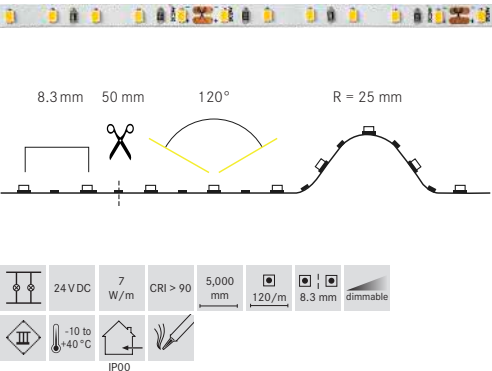 8.3 mm 50 mm 120° R = 25 mm
24 V DC
7
W/m
CRI > 90
5,000
mm
120/m
8.3 mm
dimmable
III
-10 to
+40 °C
IP00